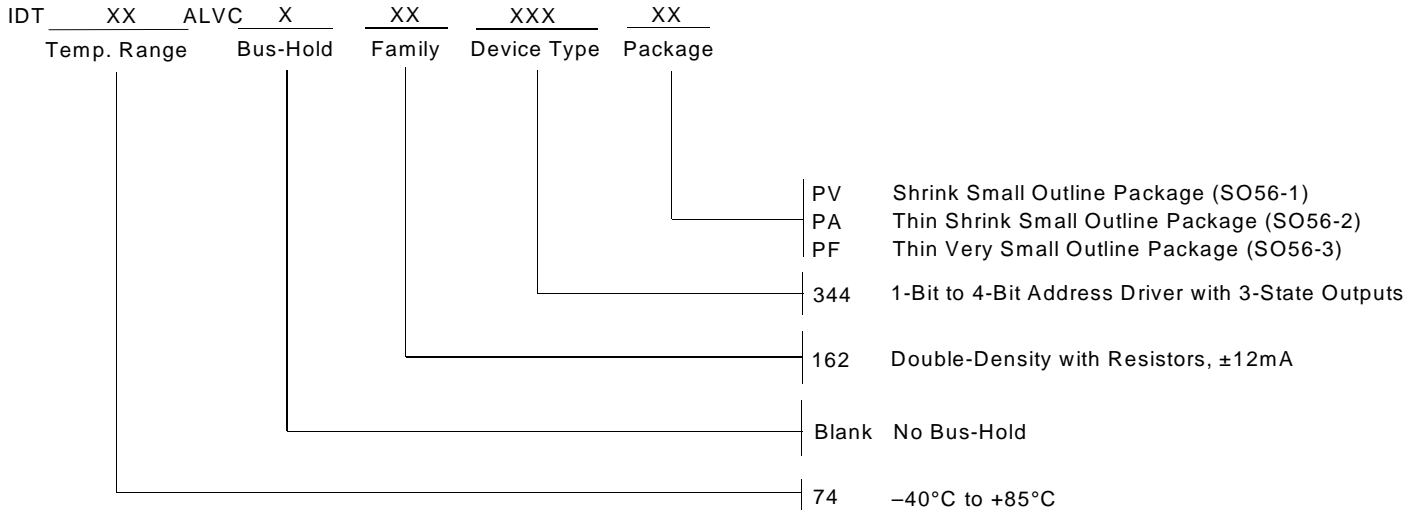 IDT XX ALVC X XX XXX XX
Temp. Range Bus-Hold Family Device Type Package
PV Shrink Small Outline Package (SO56-1)
PA Thin Shrink Small Outline Package (SO56-2)
PF Thin Very Small Outline Package (SO56-3)
344 1-Bit to 4-Bit Address Driver with 3-State Outputs
162 Double-Density with Resistors, ±12mA
Blank No Bus-Hold
74 –40°C to +85°C